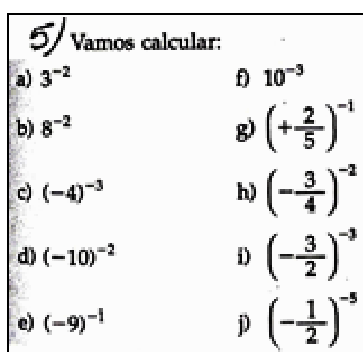 5/ Vamos calcular:
a) 3⁻²
b) 8⁻²
c) (−4)⁻³
d) (−10)⁻²
e) (−9)⁻¹
f) 10⁻³
g) (+2/5)⁻¹
h) (−3/4)⁻²
i) (−3/2)⁻³
j) (−1/2)⁻⁵